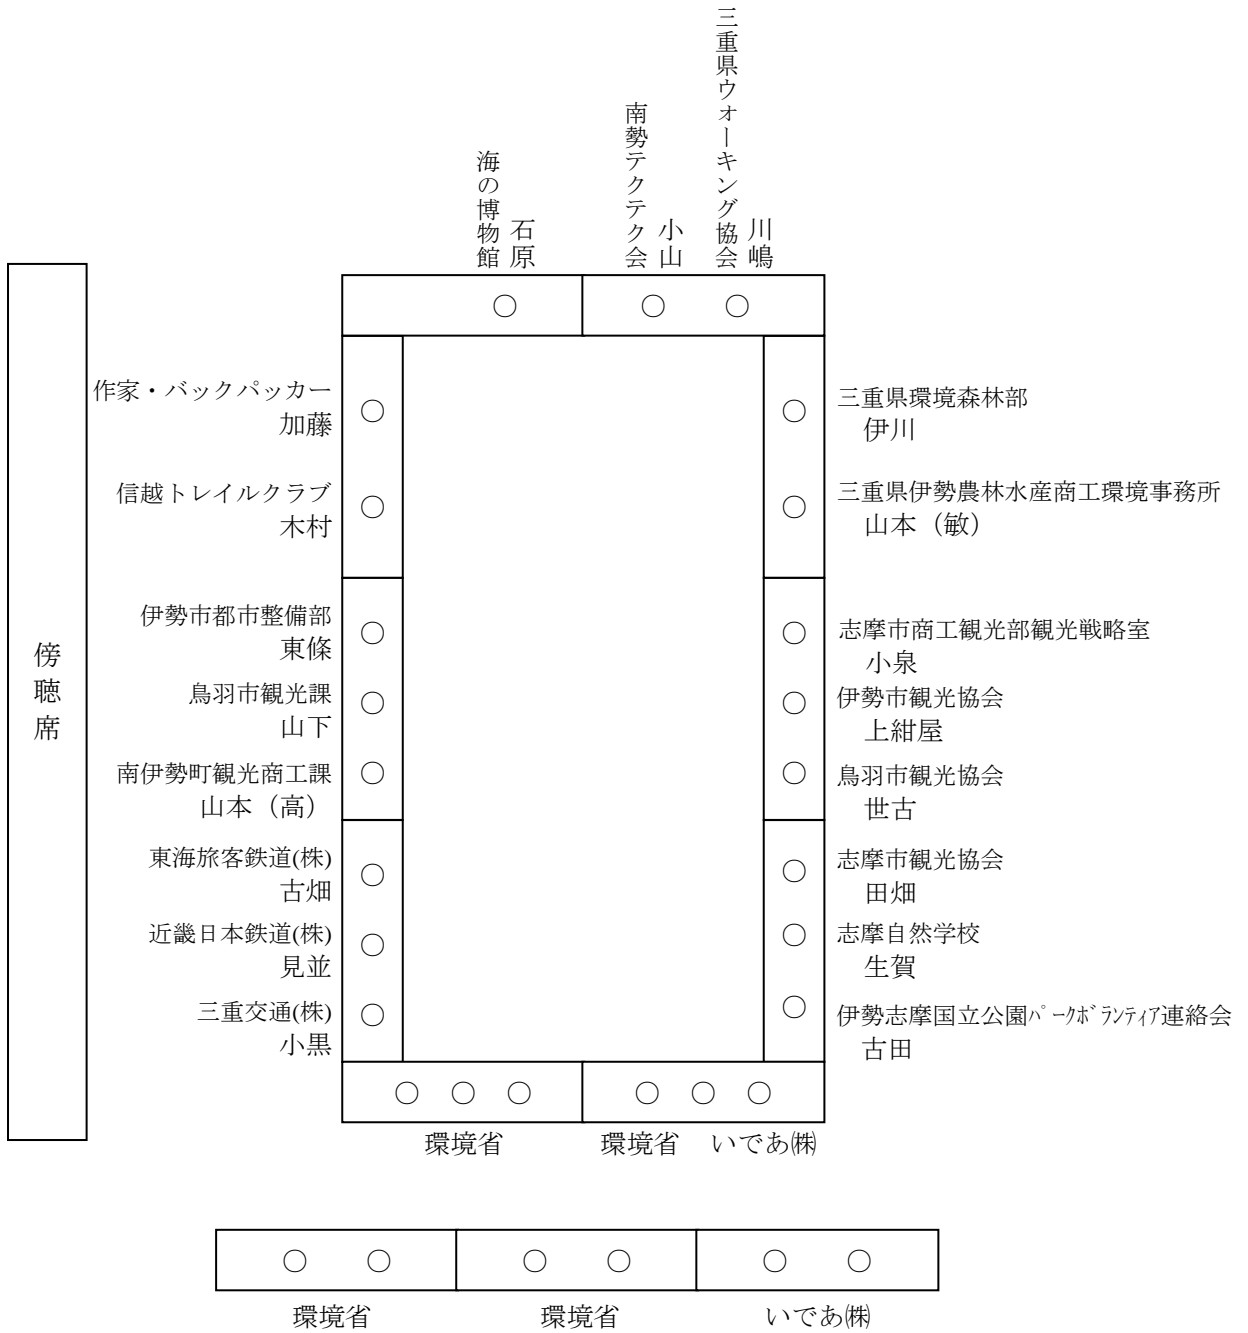 三重県ウオーキング協会
川嶋
南勢テクテク会
小山
海の博物館
石原
傍聴席
作家・バックパッカー
加藤
信越トレイルクラブ
木村
伊勢市都市整備部
東條
鳥羽市観光課
山下
南伊勢町観光商工課
山本（高）
東海旅客鉄道(株)
古畑
近畿日本鉄道(株)
見並
三重交通(株)
小黒
三重県環境森林部
伊川
三重県伊勢農林水産商工環境事務所
山本（敏）
志摩市商工観光部観光戦略室
小泉
伊勢市観光協会
上紺屋
鳥羽市観光協会
世古
志摩市観光協会
田畑
志摩自然学校
生賀
伊勢志摩国立公園ﾊﾟｰｸﾎﾞﾗﾝﾃｨｱ連絡会
古田
環境省 環境省 いであ㈱
環境省 環境省 いであ㈱